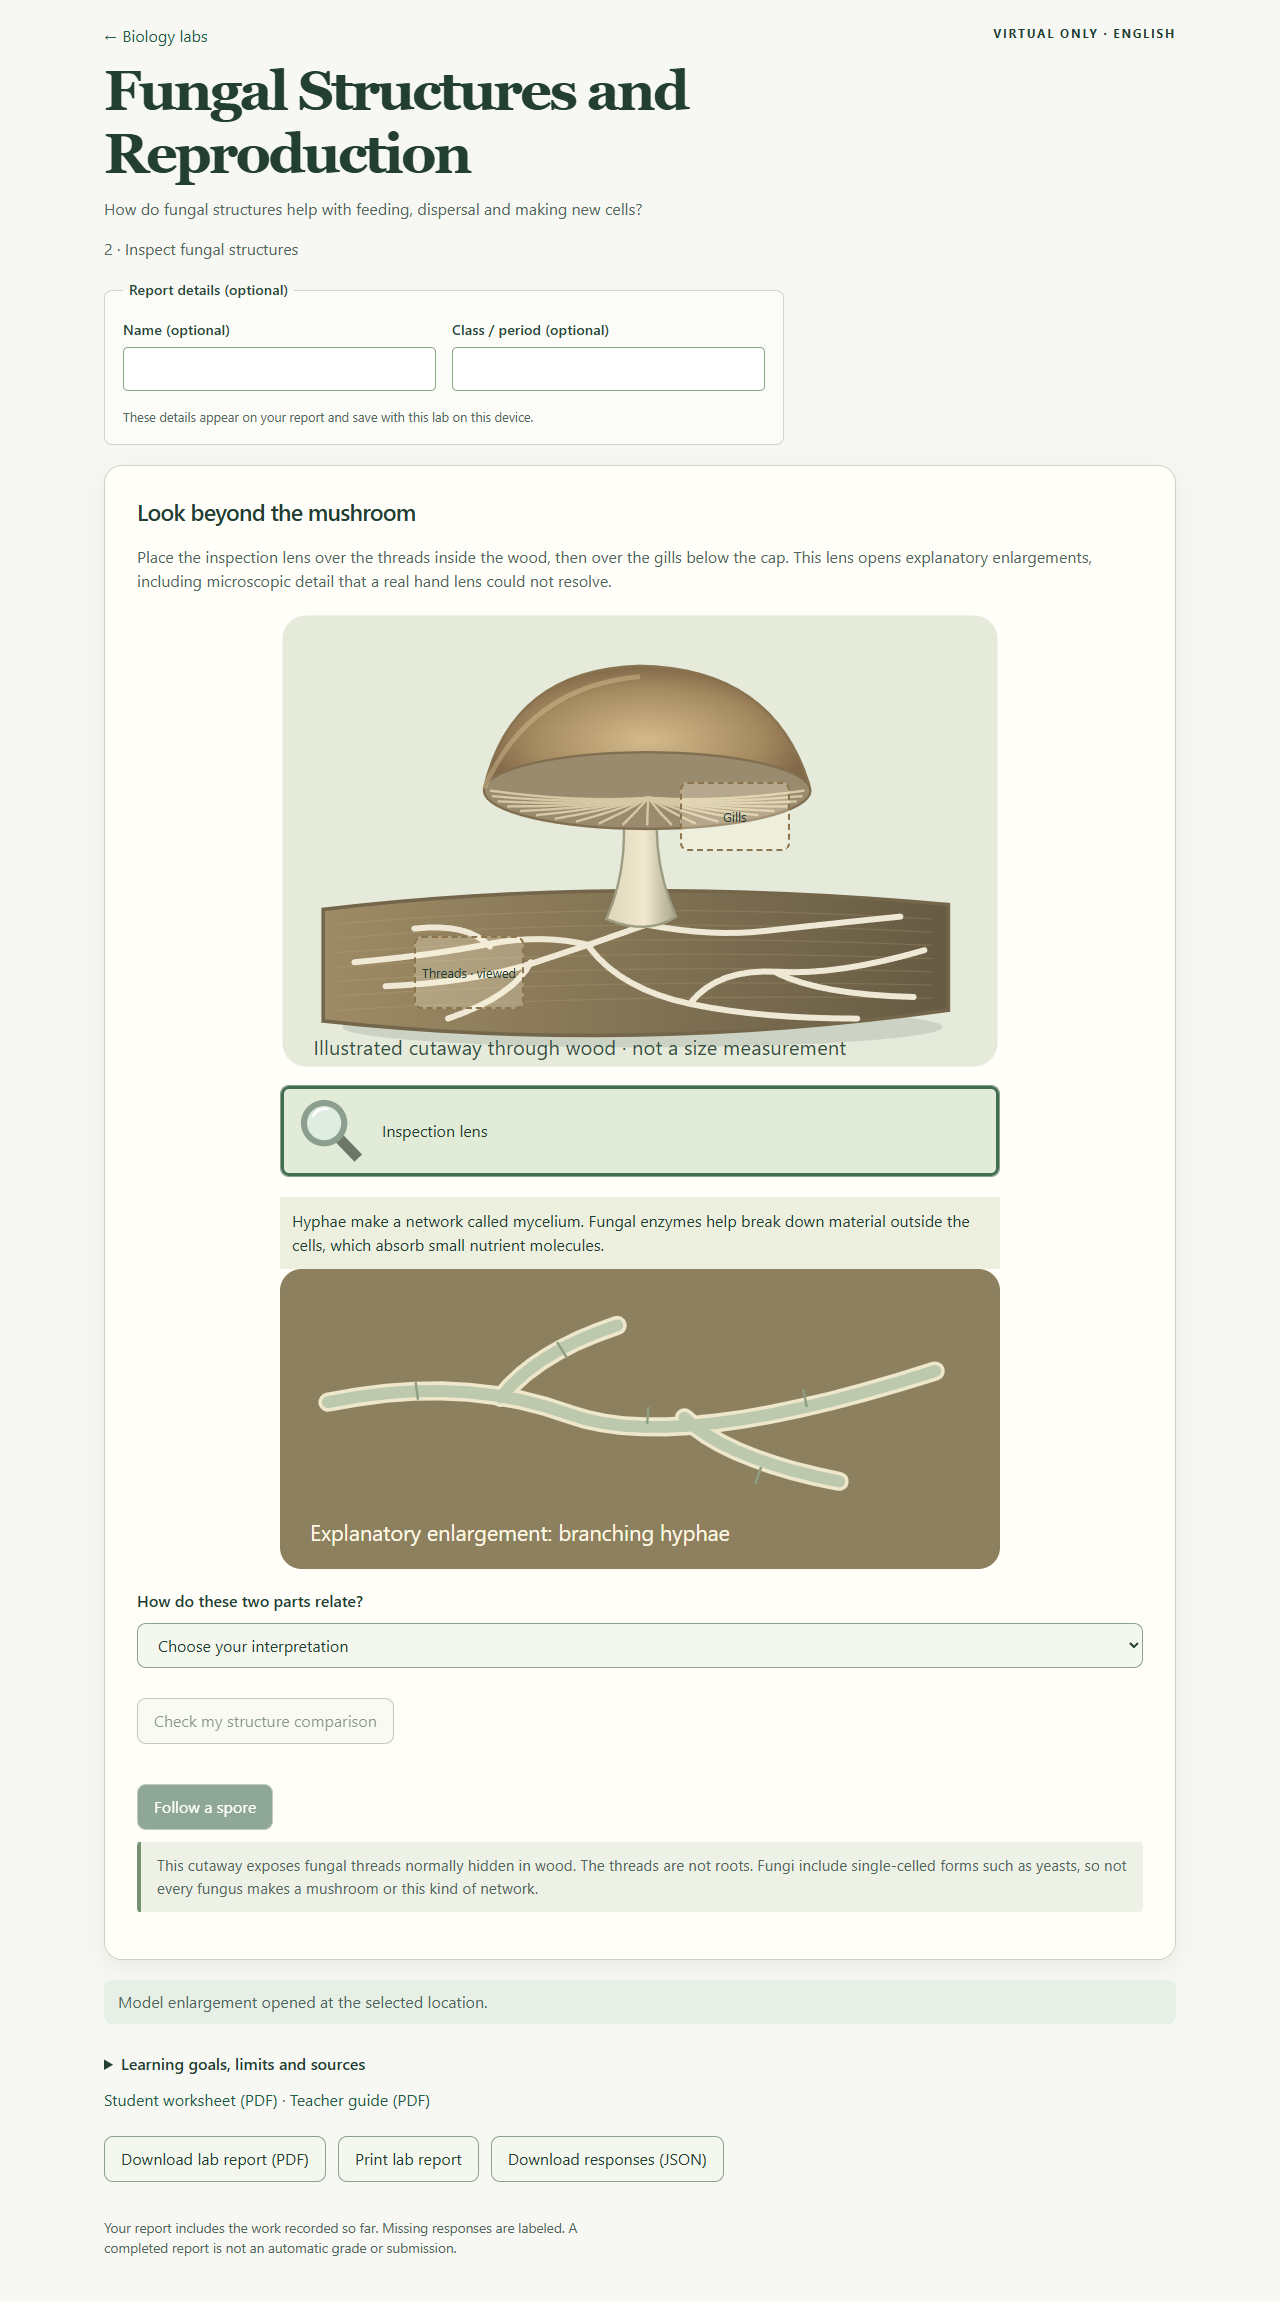 ← Biology labs
VIRTUAL ONLY · ENGLISH
Fungal Structures and
Reproduction
How do fungal structures help with feeding, dispersal and making new cells?
2 · Inspect fungal structures
Report details (optional)
Name (optional)
Class / period (optional)
These details appear on your report and save with this lab on this device.
Look beyond the mushroom
Place the inspection lens over the threads inside the wood, then over the gills below the cap. This lens opens explanatory enlargements,
including microscopic detail that a real hand lens could not resolve.
Gills
Threads · viewed
Illustrated cutaway through wood · not a size measurement
Inspection lens
Hyphae make a network called mycelium. Fungal enzymes help break down material outside the
cells, which absorb small nutrient molecules.
Explanatory enlargement: branching hyphae
How do these two parts relate?
Choose your interpretation
Check my structure comparison
Follow a spore
This cutaway exposes fungal threads normally hidden in wood. The threads are not roots. Fungi include single-celled forms such as yeasts, so not
every fungus makes a mushroom or this kind of network.
Model enlargement opened at the selected location.
▶ Learning goals, limits and sources
Student worksheet (PDF) · Teacher guide (PDF)
Download lab report (PDF)
Print lab report
Download responses (JSON)
Your report includes the work recorded so far. Missing responses are labeled. A
completed report is not an automatic grade or submission.